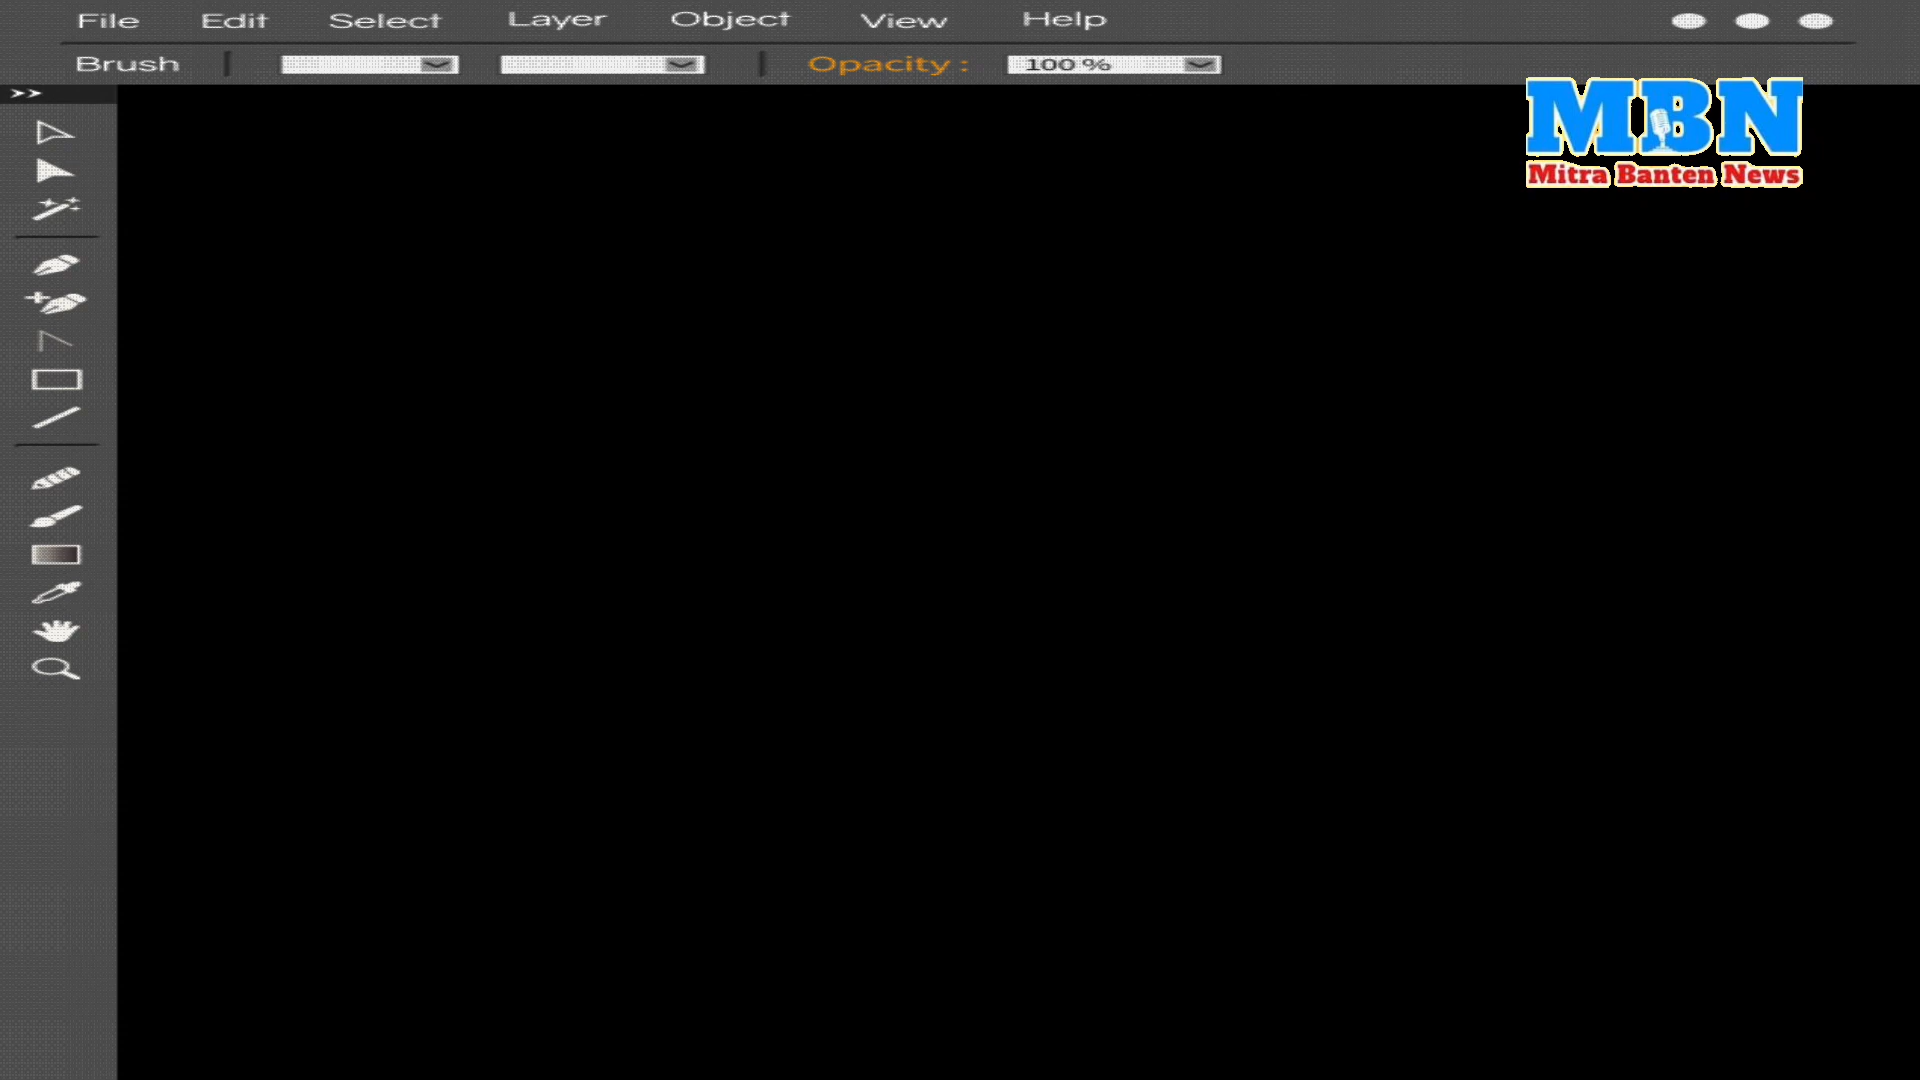 File Edit Select Layer Object View Help
Brush Opacity : 100 %
MBN
Mitra Banten News